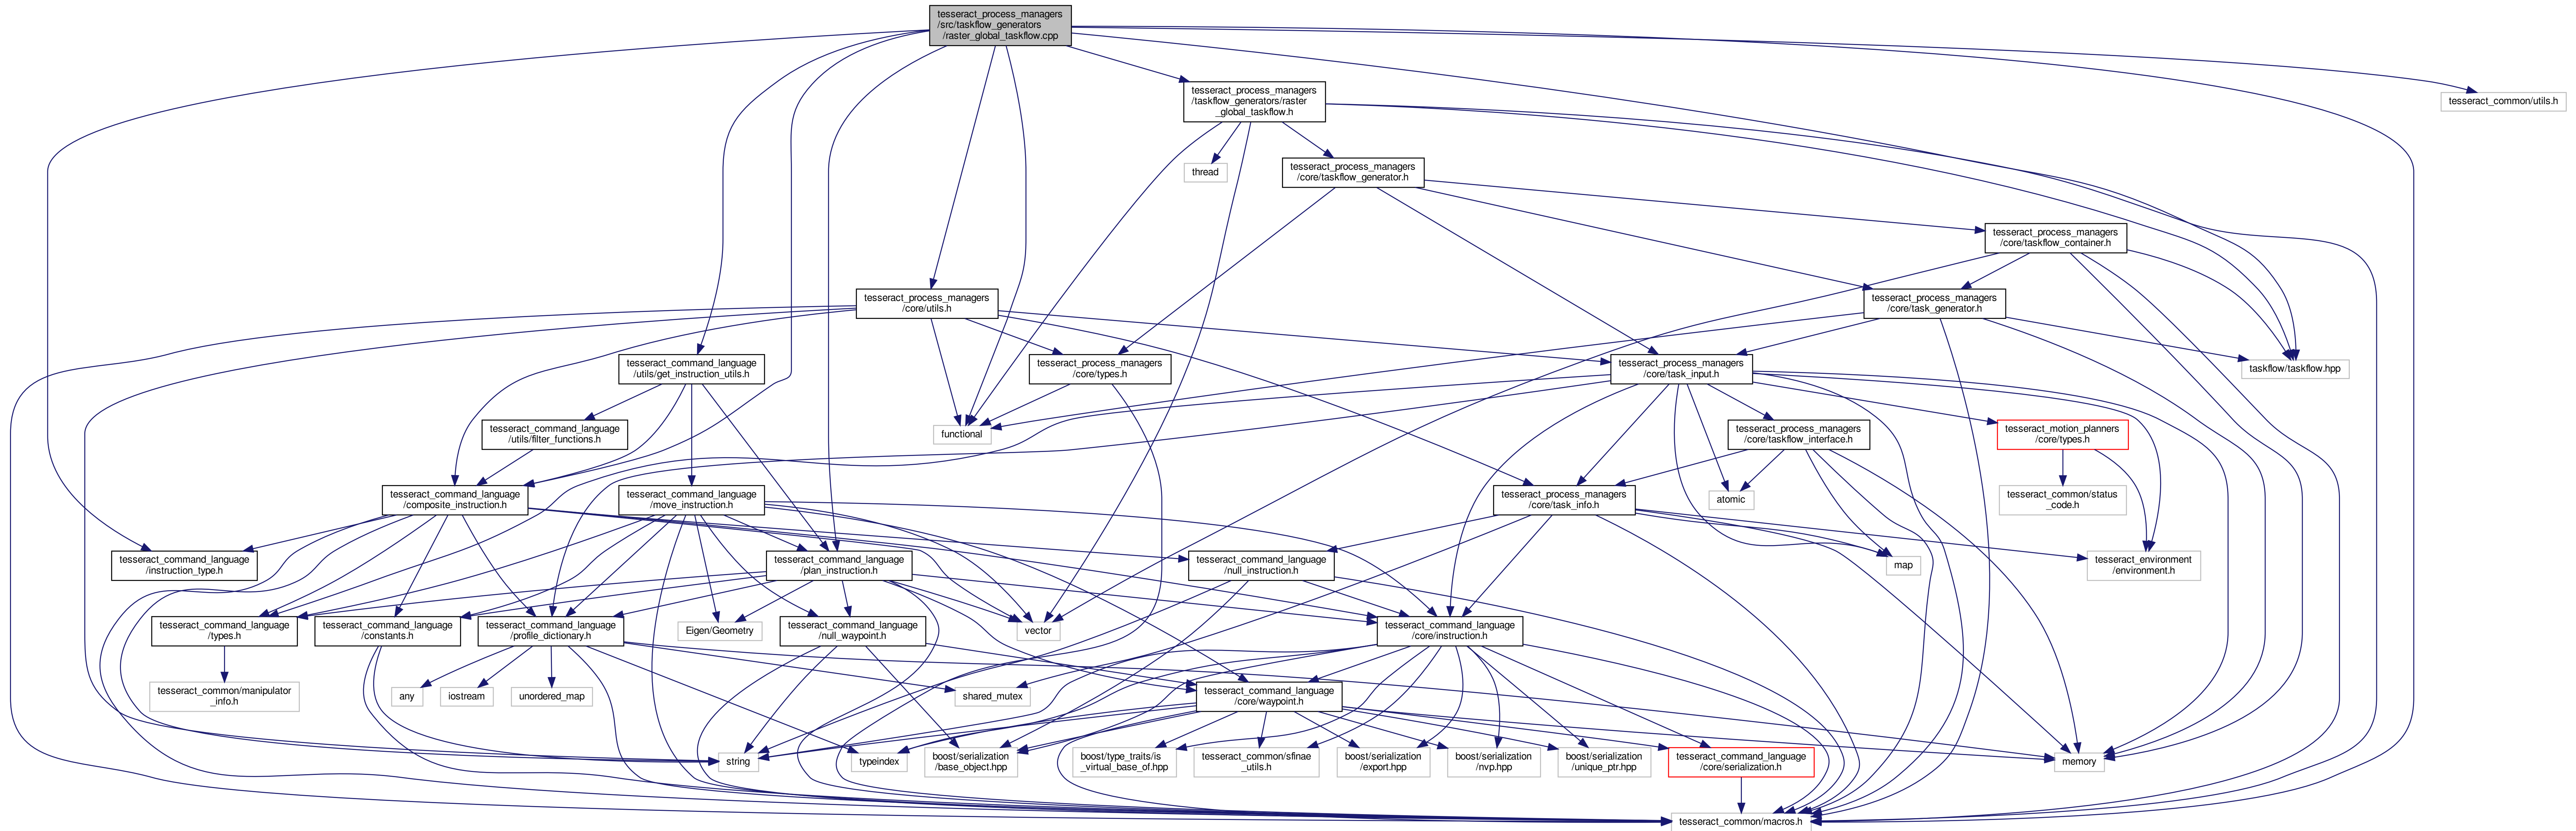 tesseract_process_managers
/src/taskflow_generators
/raster_global_taskflow.cpp
tesseract_process_managers
/taskflow_generators/raster
_global_taskflow.h
tesseract_common/utils.h
thread
tesseract_process_managers
/core/taskflow_generator.h
tesseract_process_managers
/core/taskflow_container.h
tesseract_process_managers
/core/utils.h
tesseract_process_managers
/core/task_generator.h
tesseract_command_language
/utils/get_instruction_utils.h
tesseract_process_managers
/core/types.h
tesseract_process_managers
/core/task_input.h
taskflow/taskflow.hpp
tesseract_command_language
/utils/filter_functions.h
functional
tesseract_process_managers
/core/taskflow_interface.h
tesseract_motion_planners
/core/types.h
tesseract_command_language
/composite_instruction.h
tesseract_command_language
/move_instruction.h
tesseract_process_managers
/core/task_info.h
atomic
tesseract_common/status
_code.h
tesseract_command_language
/instruction_type.h
tesseract_command_language
/plan_instruction.h
tesseract_command_language
/null_instruction.h
map
tesseract_environment
/environment.h
tesseract_command_language
/types.h
tesseract_command_language
/constants.h
tesseract_command_language
/profile_dictionary.h
Eigen/Geometry
tesseract_command_language
/null_waypoint.h
vector
tesseract_command_language
/core/instruction.h
tesseract_common/manipulator
_info.h
any
iostream
unordered_map
shared_mutex
tesseract_command_language
/core/waypoint.h
string
typeindex
boost/serialization
/base_object.hpp
boost/type_traits/is
_virtual_base_of.hpp
tesseract_common/sfinae
_utils.h
boost/serialization
/export.hpp
boost/serialization
/nvp.hpp
boost/serialization
/unique_ptr.hpp
tesseract_command_language
/core/serialization.h
memory
tesseract_common/macros.h